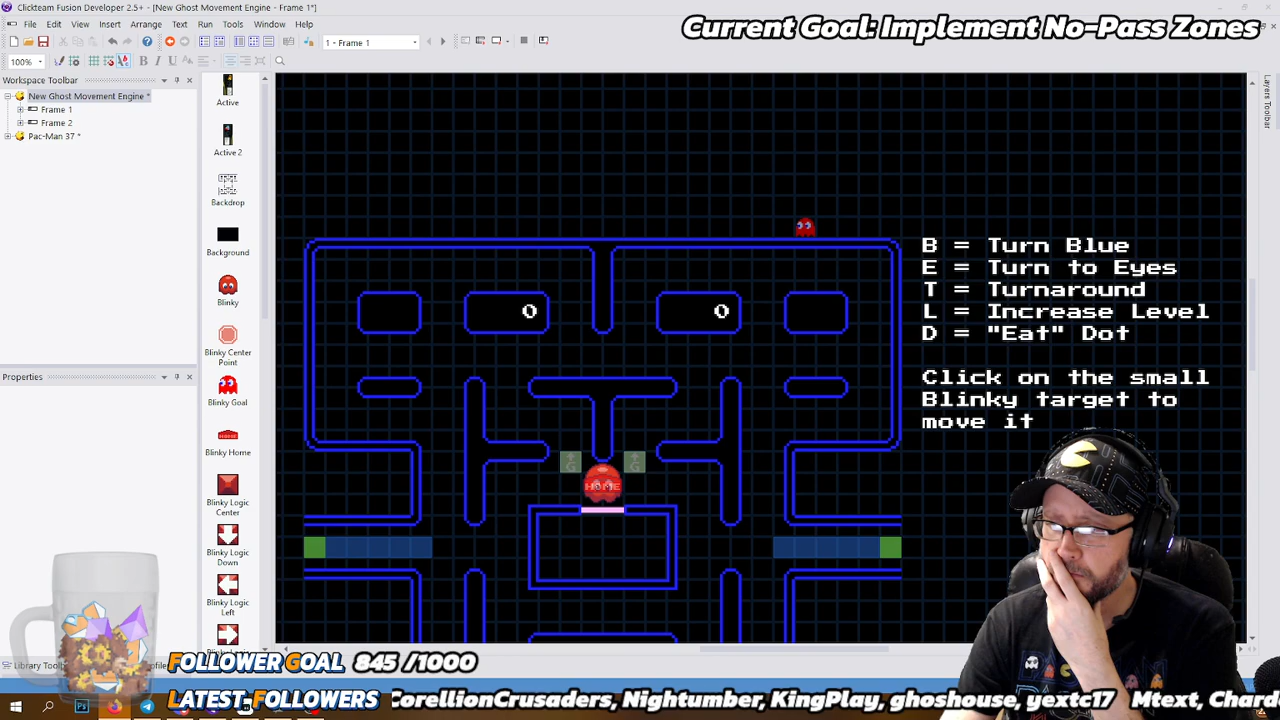 Clickteam Fusion Developer 2.5+ - [New Ghost Movement Engine - Frame 1*]
File Edit View Insert Arrange Text Run Tools Window Help
Current Goal: Implement No-Pass Zones
1 - Frame 1
100%
B I U
Workspace Toolbar
New Ghost Movement Engine *
Frame 1
Frame 2
Pac-Man 37 *
Properties
Active
Active 2
Backdrop
Background
Blinky
Blinky Center
Point
Blinky Goal
Blinky Home
Blinky Logic
Center
Blinky Logic
Down
Blinky Logic
Left
Layers Toolbar
0 0
G G
HOME
B = Turn Blue
E = Turn to Eyes
T = Turnaround
L = Increase Level
D = "Eat" Dot
Click on the small
Blinky target to
move it
Library Toolb
Follower Goal 845 /1000
Latest Followers CorellionCrusaders, Nightumber, KingPlay, ghoshouse, yextc17 Mtext, Chard